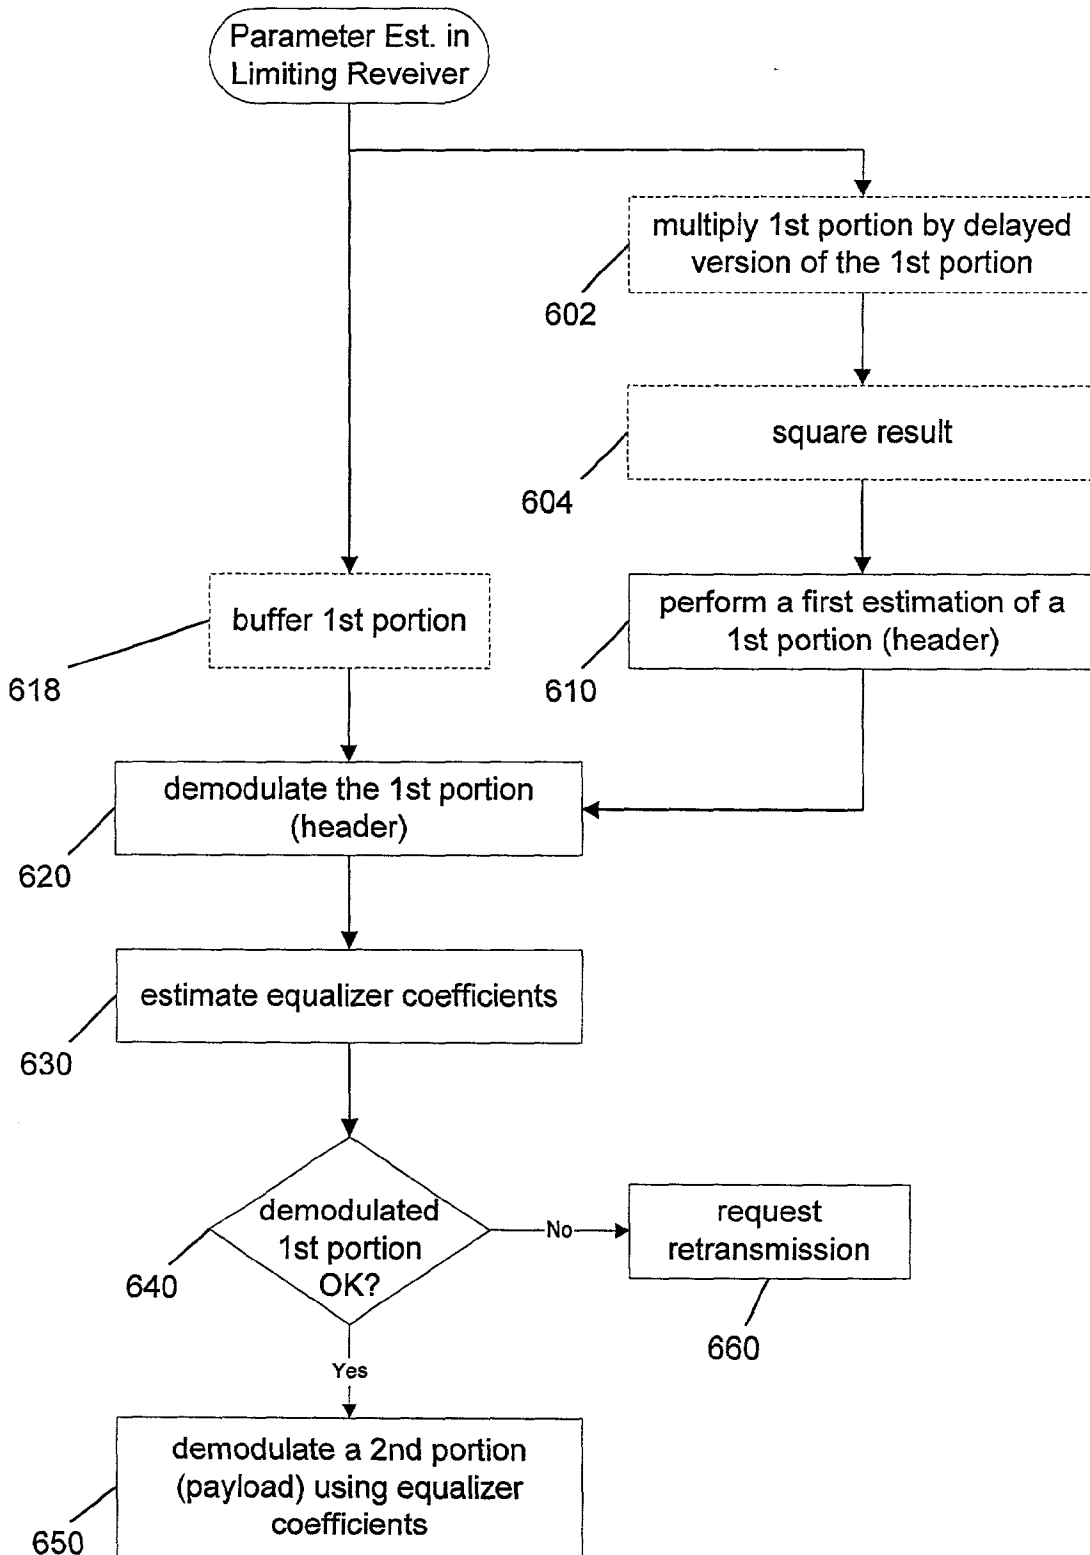 Parameter Est. in
Limiting Reveiver
multiply 1st portion by delayed
version of the 1st portion
602
square result
604
buffer 1st portion
618
perform a first estimation of a
1st portion (header)
610
demodulate the 1st portion
(header)
620
estimate equalizer coefficients
630
demodulated
1st portion
OK?
640
No
request
retransmission
660
Yes
demodulate a 2nd portion
(payload) using equalizer
coefficients
650